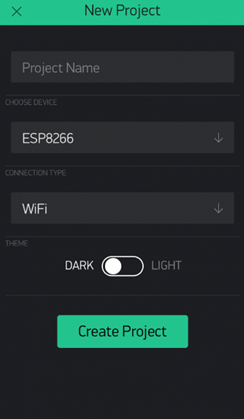 New Project
Project Name
CHOOSE DEVICE
ESP8266
CONNECTION TYPE
WiFi
THEME
DARK LIGHT
Create Project